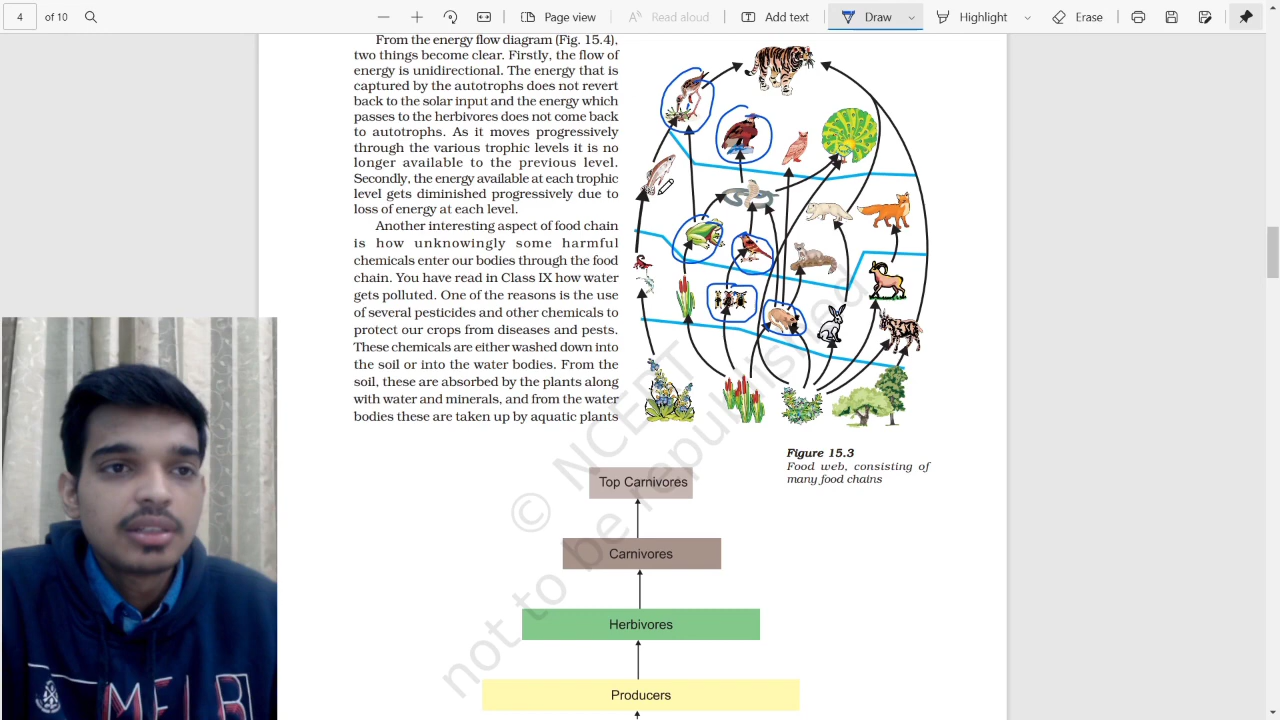 4 of 10
Page view
Read aloud
Add text
Draw
Highlight
Erase
From the energy flow diagram (Fig. 15.4),
two things become clear. Firstly, the flow of
energy is unidirectional. The energy that is
captured by the autotrophs does not revert
back to the solar input and the energy which
passes to the herbivores does not come back
to autotrophs. As it moves progressively
through the various trophic levels it is no
longer available to the previous level.
Secondly, the energy available at each trophic
level gets diminished progressively due to
loss of energy at each level.
Another interesting aspect of food chain
is how unknowingly some harmful
chemicals enter our bodies through the food
chain. You have read in Class IX how water
gets polluted. One of the reasons is the use
of several pesticides and other chemicals to
protect our crops from diseases and pests.
These chemicals are either washed down into
the soil or into the water bodies. From the
soil, these are absorbed by the plants along
with water and minerals, and from the water
bodies these are taken up by aquatic plants
Figure 15.3
Food web, consisting of
many food chains
© NCERT
not to be republished
Top Carnivores
Carnivores
Herbivores
Producers
MELB